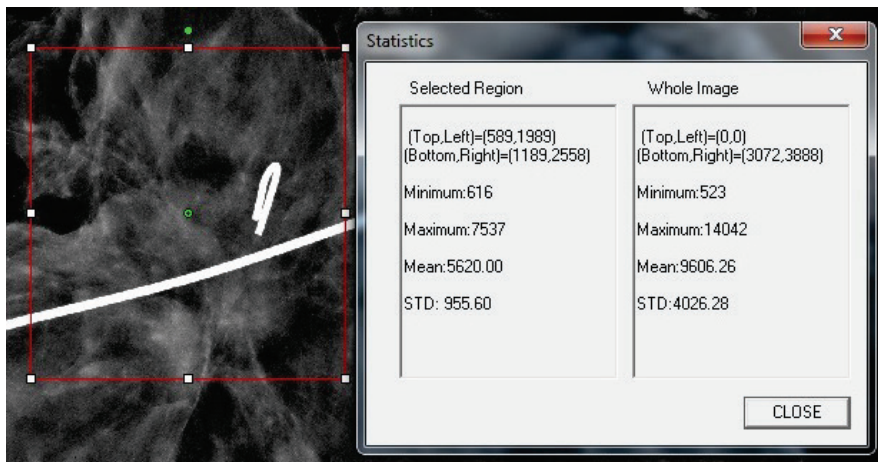 Statistics
Selected Region
(Top,Left)=(589,1989)
(Bottom,Right)=(1189,2558)
Minimum:616
Maximum:7537
Mean:5620.00
STD: 955.60
Whole Image
(Top,Left)=(0,0)
(Bottom,Right)=(3072,3888)
Minimum:523
Maximum:14042
Mean:9606.26
STD:4026.28
CLOSE